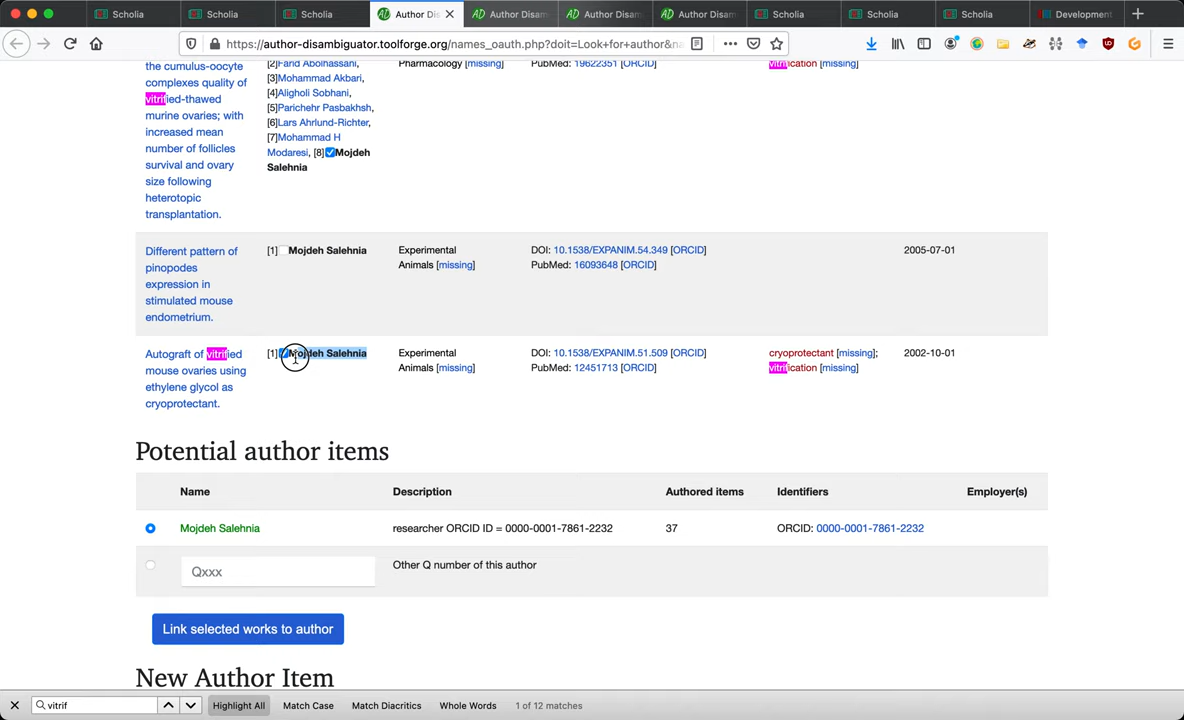 Scholia
Scholia
Scholia
Author Di
Author Disam
Author Disam
Author Disam
Scholia
Scholia
Scholia
Development
https://author-disambiguator.toolforge.org/names_oauth.php?doit=Look+for+author&na
the cumulus-oocyte
complexes quality of
vitrified-thawed
murine ovaries; with
increased mean
number of follicles
survival and ovary
size following
heterotopic
transplantation.
[2]Farid Abolhassani,
[3]Mohammad Akbari,
[4]Aligholi Sobhani,
[5]Parichehr Pasbakhsh,
[6]Lars Ahrlund-Richter,
[7]Mohammad H
Modaresi, [8]Mojdeh
Salehnia
Pharmacology [missing]
PubMed: 19622351 [ORCID]
vitrification [missing]
Different pattern of
pinopodes
expression in
stimulated mouse
endometrium.
[1] Mojdeh Salehnia
Experimental
Animals [missing]
DOI: 10.1538/EXPANIM.54.349 [ORCID]
PubMed: 16093648 [ORCID]
2005-07-01
Autograft of vitrified
mouse ovaries using
ethylene glycol as
cryoprotectant.
[1] Mojdeh Salehnia
Experimental
Animals [missing]
DOI: 10.1538/EXPANIM.51.509 [ORCID]
PubMed: 12451713 [ORCID]
cryoprotectant [missing];
vitrification [missing]
2002-10-01
Potential author items
Name Description Authored items Identifiers Employer(s)
Mojdeh Salehnia researcher ORCID ID = 0000-0001-7861-2232 37 ORCID: 0000-0001-7861-2232
Qxxx Other Q number of this author
Link selected works to author
New Author Item
vitrif Highlight All Match Case Match Diacritics Whole Words 1 of 12 matches